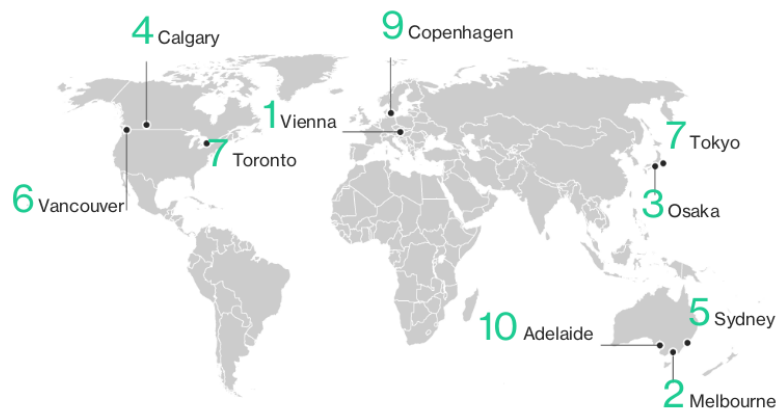 9 Copenhagen
4 Calgary
1 Vienna
7 Tokyo
7 Toronto
6 Vancouver
3 Osaka
5 Sydney
10 Adelaide
2 Melbourne